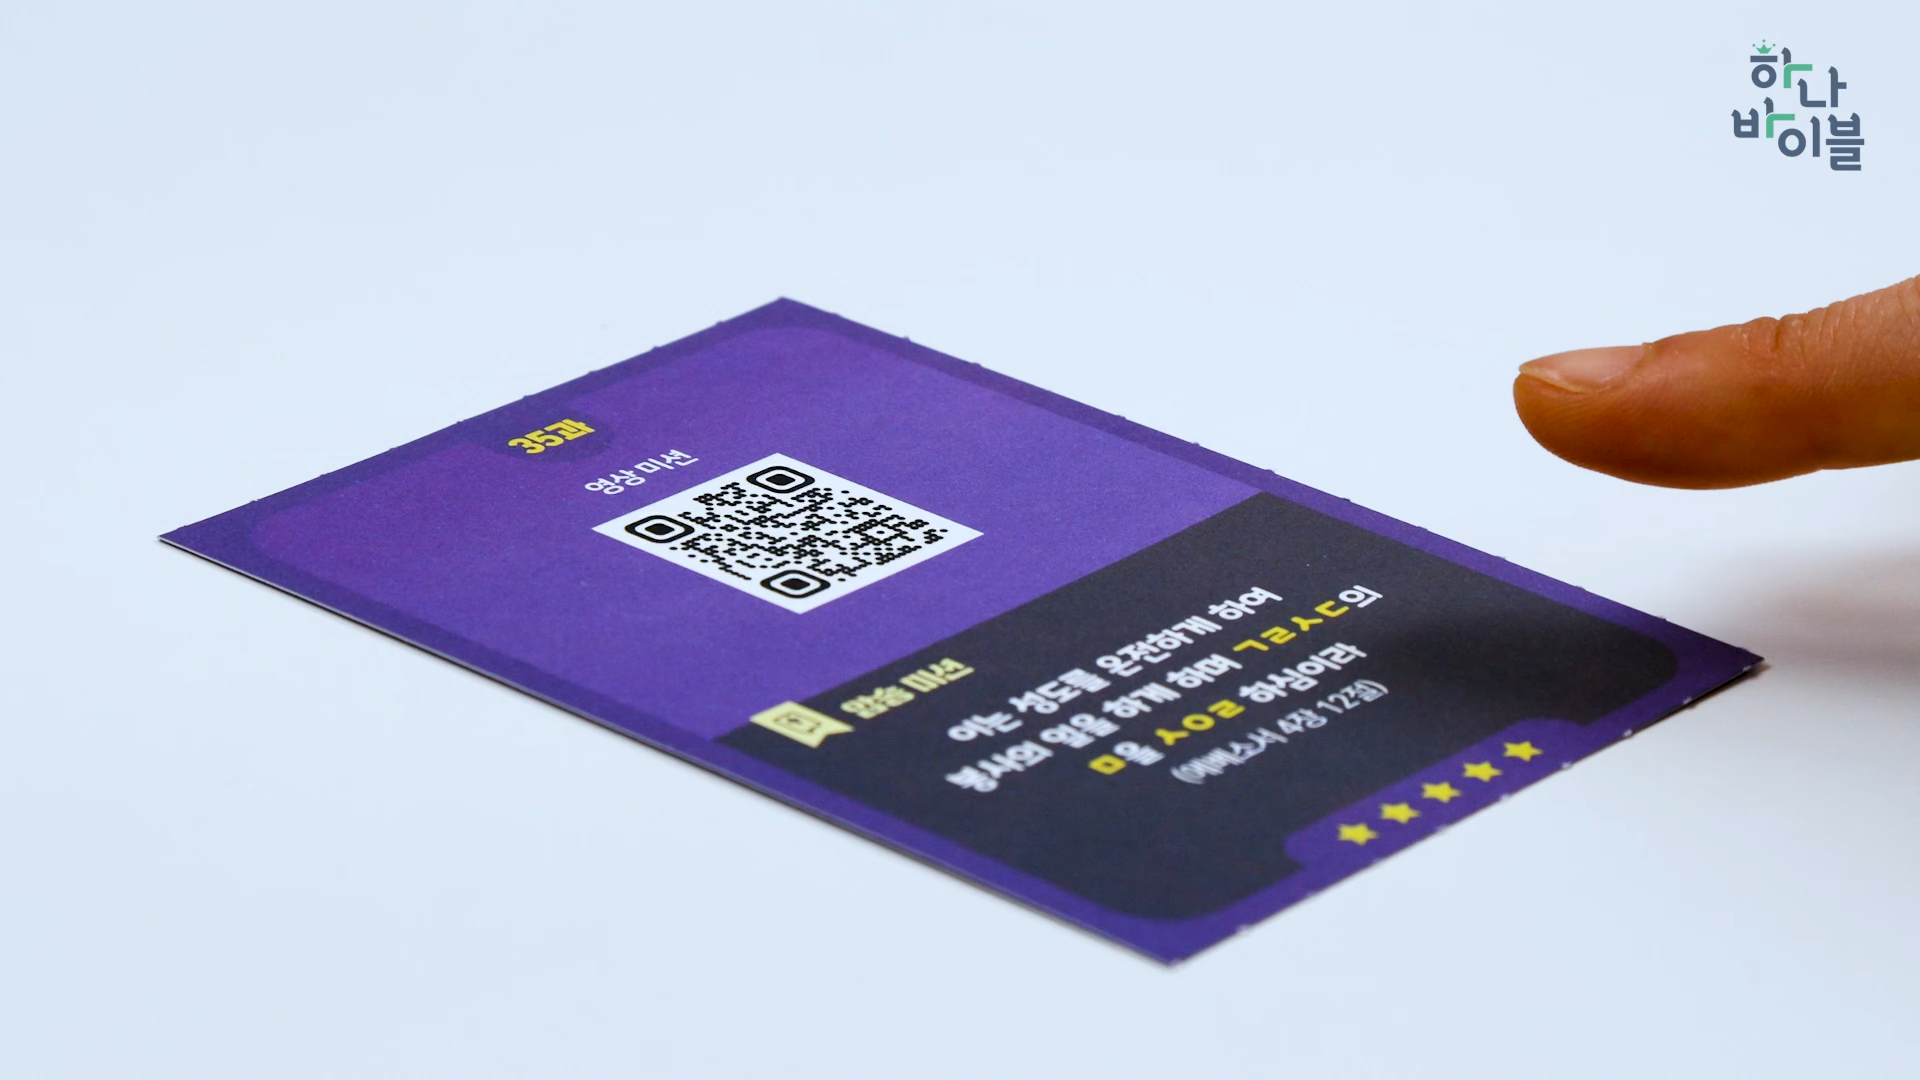 하나
바이블
35과
영상 미션
암송 미션
이는 성도를 온전하게 하여
봉사의 일을 하게 하며 ㄱㄹㅅㄷ의
ㅁ을 ㅅㅇㄹ 하심이라
(에베소서 4장 12절)